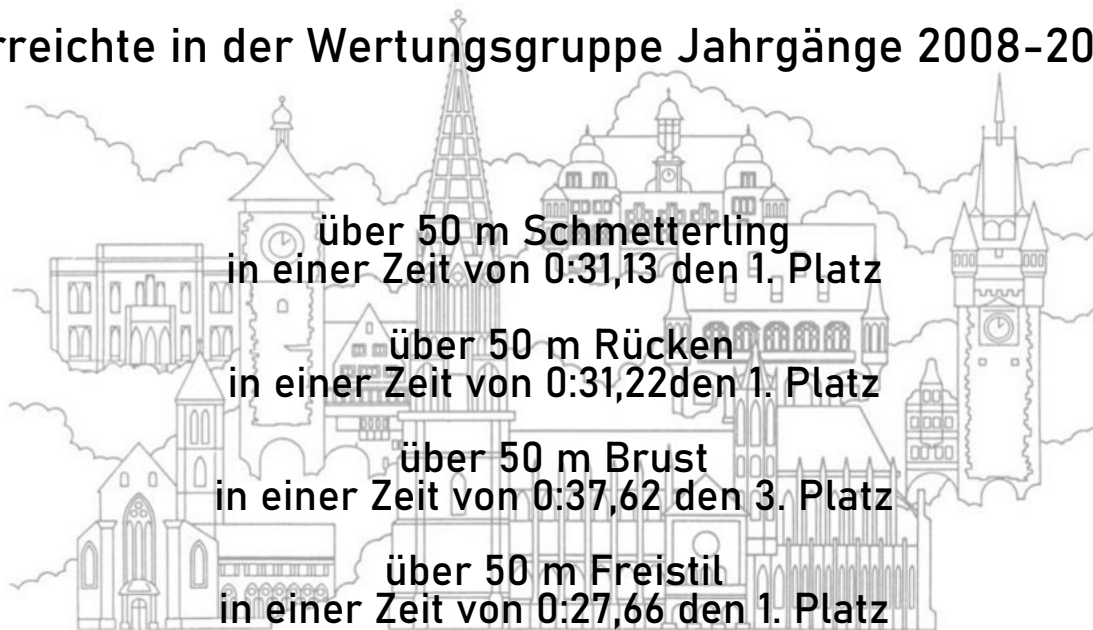 rreichte in der Wertungsgruppe Jahrgänge 2008-20
über 50 m Schmetterling
in einer Zeit von 0:31,13 den 1. Platz
über 50 m Rücken
in einer Zeit von 0:31,22den 1. Platz
über 50 m Brust
in einer Zeit von 0:37,62 den 3. Platz
über 50 m Freistil
in einer Zeit von 0:27,66 den 1. Platz